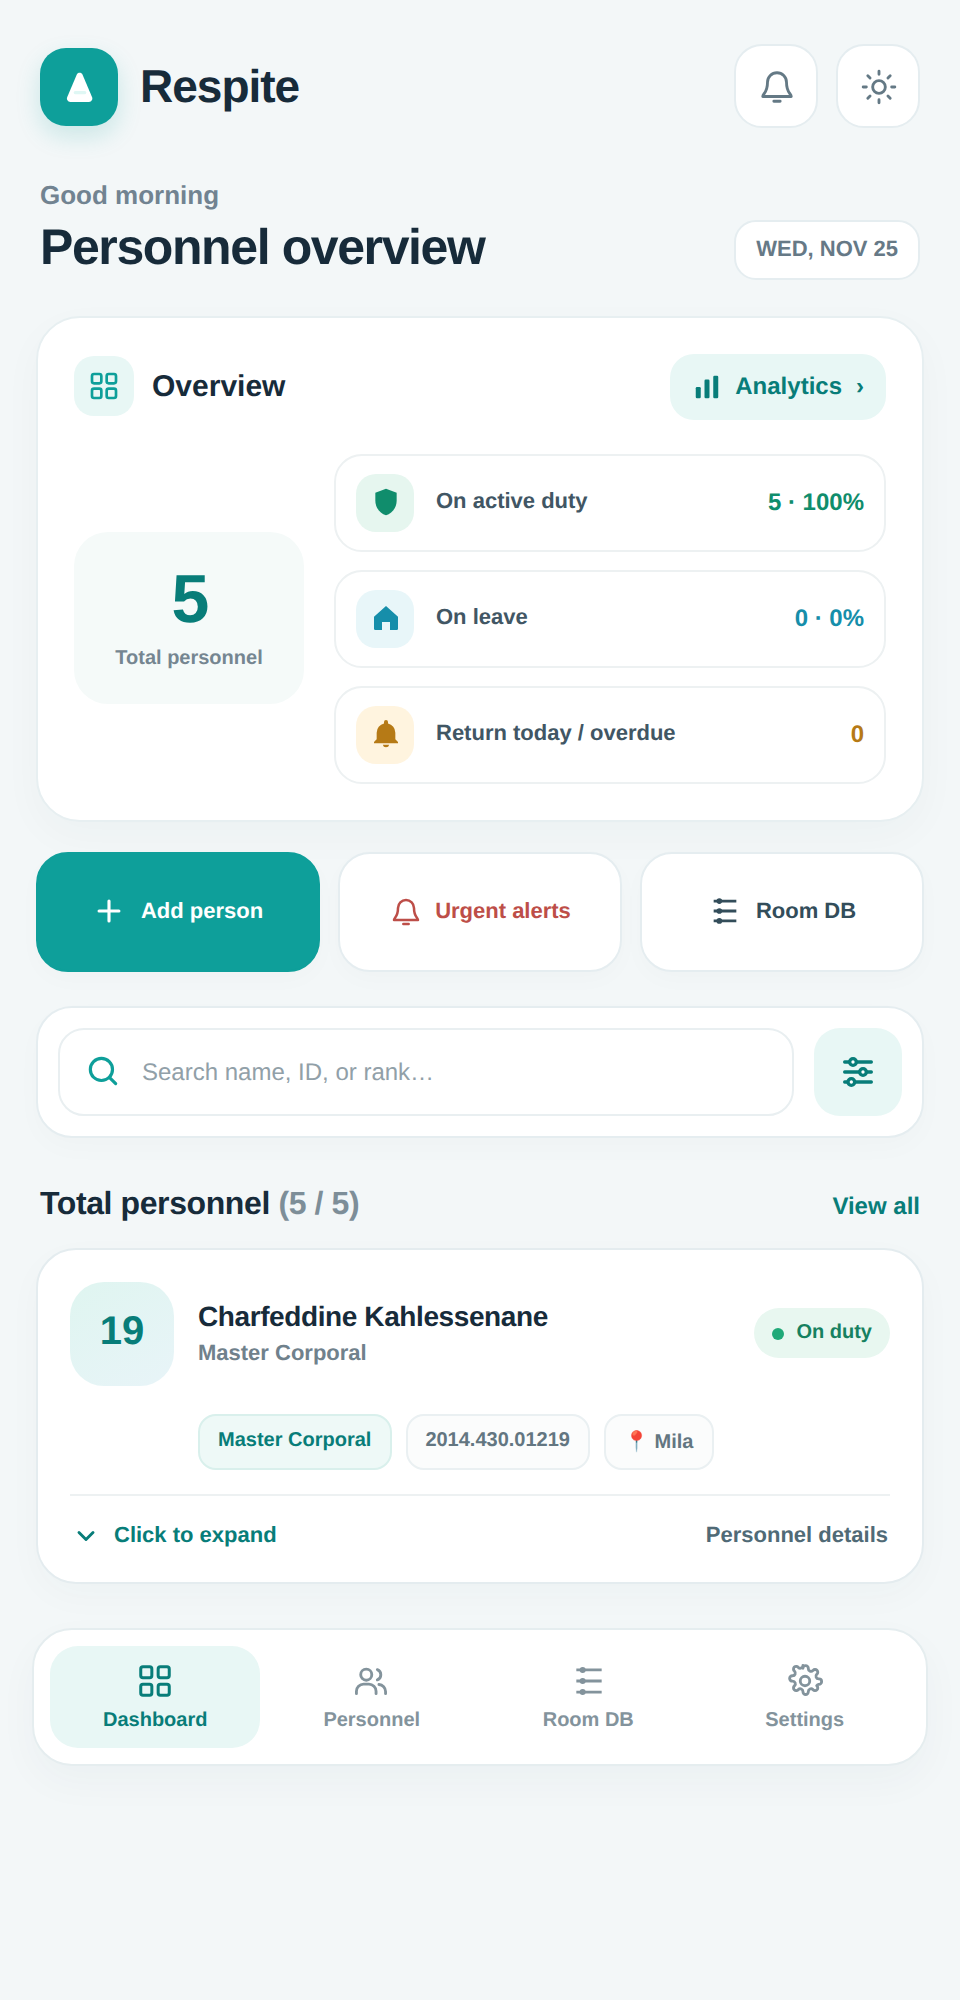 Respite
Good morning
Personnel overview
WED, NOV 25
Overview
Analytics ›
5
Total personnel
On active duty
5 · 100%
On leave
0 · 0%
Return today / overdue
0
Add person
Urgent alerts
Room DB
Search name, ID, or rank…
Total personnel (5 / 5)
View all
19
Charfeddine Kahlessenane
Master Corporal
On duty
Master Corporal
2014.430.01219
📍 Mila
Click to expand
Personnel details
Dashboard
Personnel
Room DB
Settings